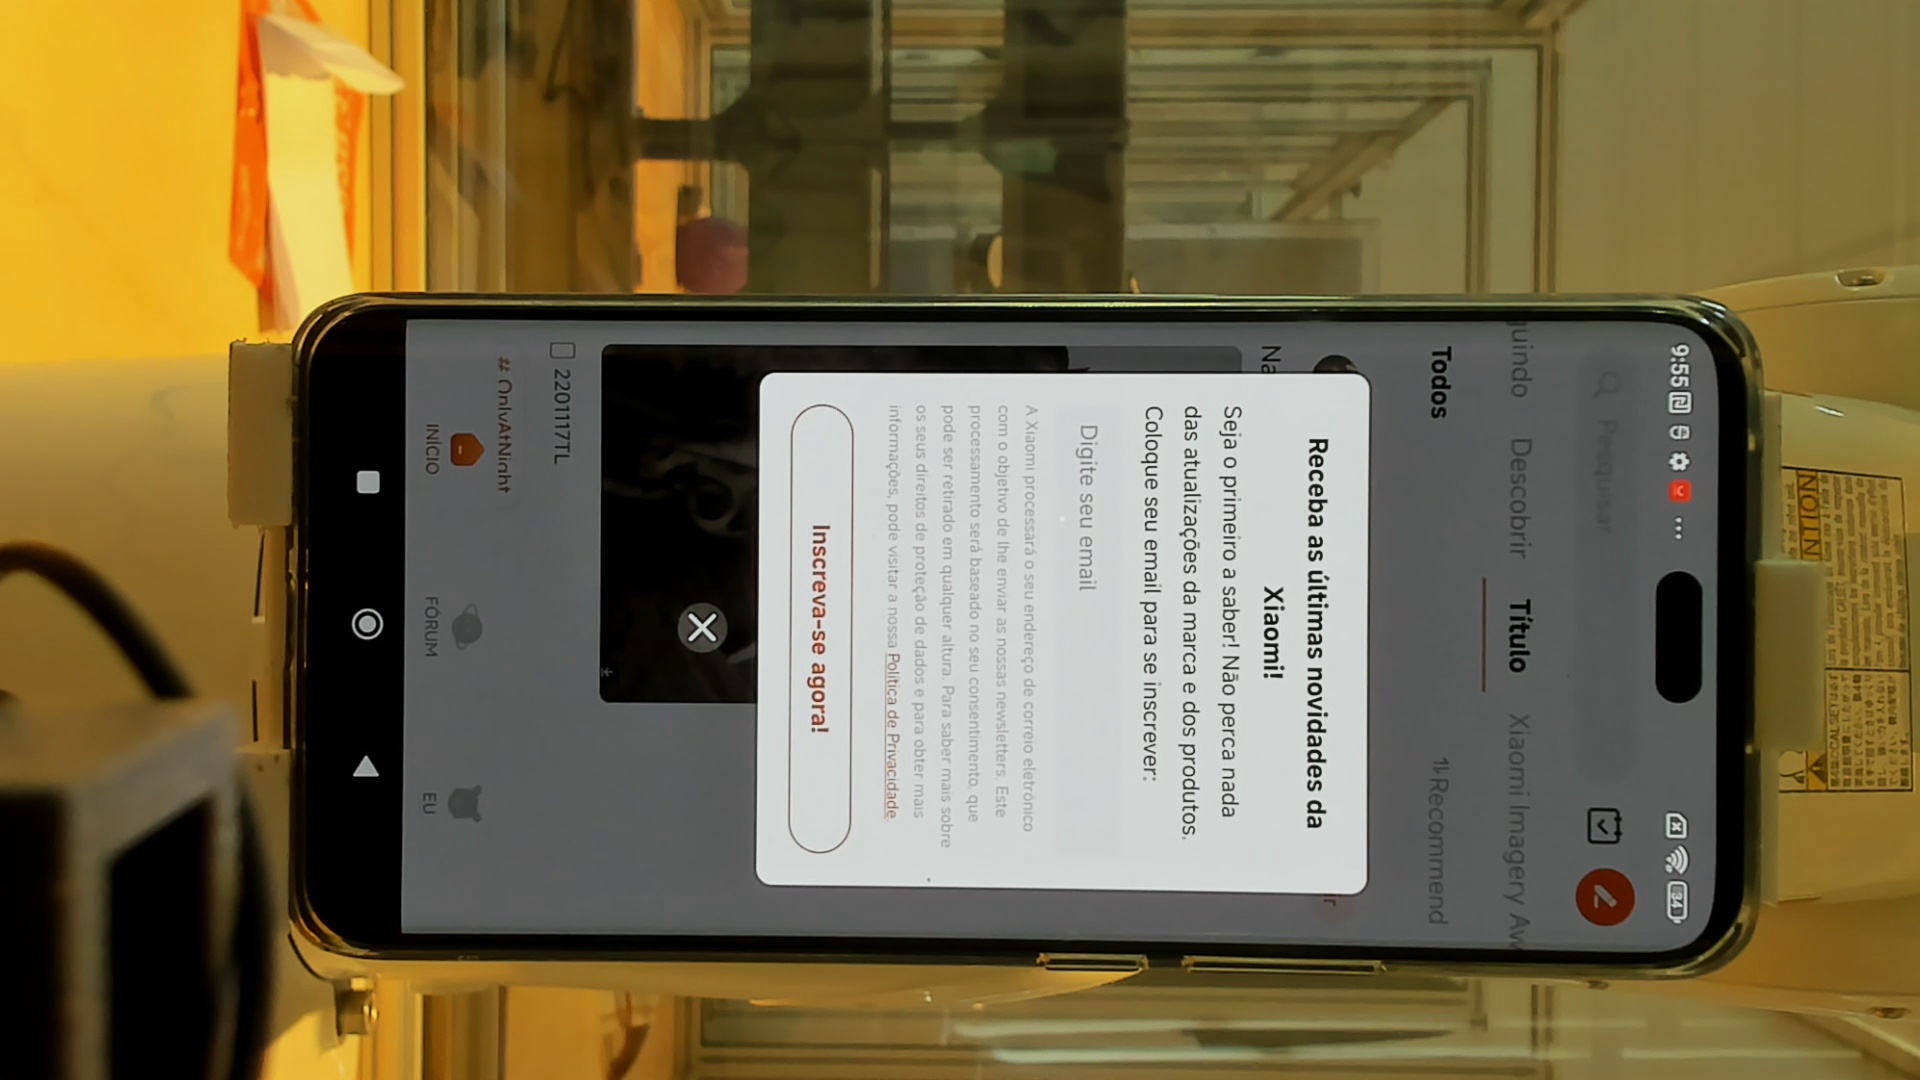 9:55
34
Pesquisar
guindo Descobrir Título Xiaomi Imagery Aw
Todos
Recommend
Na
ir
Receba as últimas novidades da
Xiaomi!
Seja o primeiro a saber! Não perca nada
das atualizações da marca e dos produtos.
Coloque seu email para se inscrever:
Digite seu email
A Xiaomi processará o seu endereço de correio eletrónico
com o objetivo de lhe enviar as nossas newsletters. Este
processamento será baseado no seu consentimento, que
pode ser retirado em qualquer altura. Para saber mais sobre
os seus direitos de proteção de dados e para obter mais
informações, pode visitar a nossa Política de Privacidade.
Inscreva-se agora!
2201117TL
# OnlyAtNight
INÍCIO
FÓRUM
EU